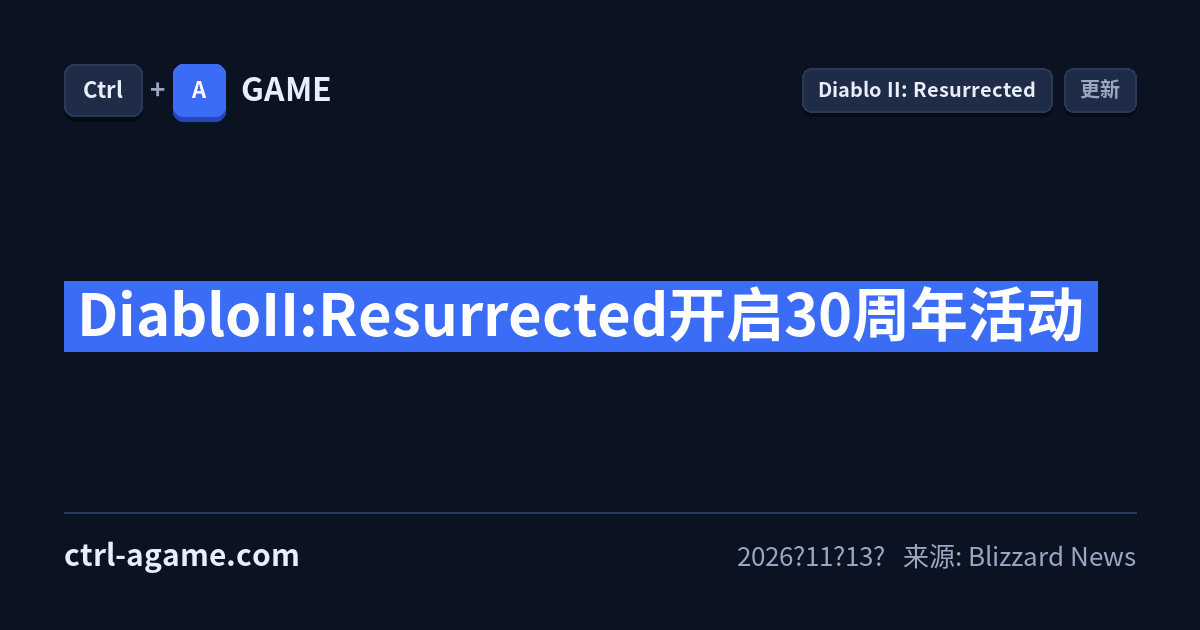 Ctrl + A GAME
Diablo II: Resurrected 更新
DiabloII:Resurrected开启30周年活动
ctrl-agame.com
2026?11?13? 来源: Blizzard News